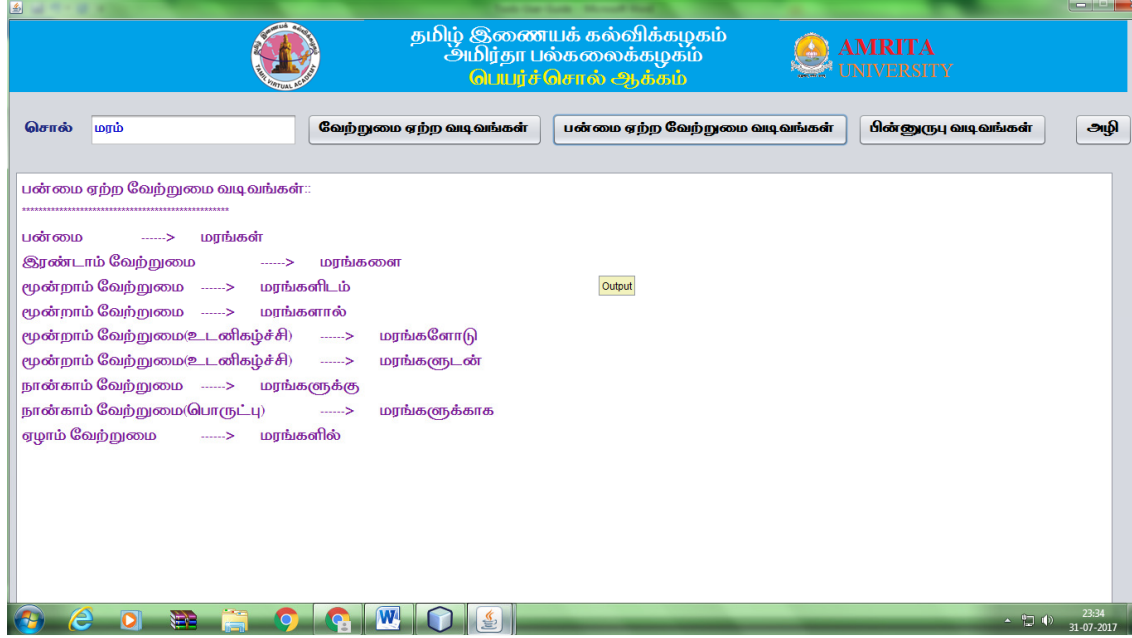 தமிழ் இணையக் கல்விக்கழகம்
அமிர்தா பல்கலைக்கழகம்
பெயர்ச்சொல் ஆக்கம்
TAMIL VIRTUAL ACADEMY
AMRITA
UNIVERSITY
சொல் மரம் வேற்றுமை ஏற்ற வடிவங்கள் பன்மை ஏற்ற வேற்றுமை வடிவங்கள் பின்னுருபு வடிவங்கள் அழி
பன்மை ஏற்ற வேற்றுமை வடிவங்கள்::
**************************************************
பன்மை ------> மரங்கள்
இரண்டாம் வேற்றுமை ------> மரங்களை
மூன்றாம் வேற்றுமை ------> மரங்களிடம்
மூன்றாம் வேற்றுமை ------> மரங்களால்
மூன்றாம் வேற்றுமை(உடனிகழ்ச்சி) ------> மரங்களோடு
மூன்றாம் வேற்றுமை(உடனிகழ்ச்சி) ------> மரங்களுடன்
நான்காம் வேற்றுமை ------> மரங்களுக்கு
நான்காம் வேற்றுமை(பொருட்பு) ------> மரங்களுக்காக
ஏழாம் வேற்றுமை ------> மரங்களில்
Output
23:34
31-07-2017